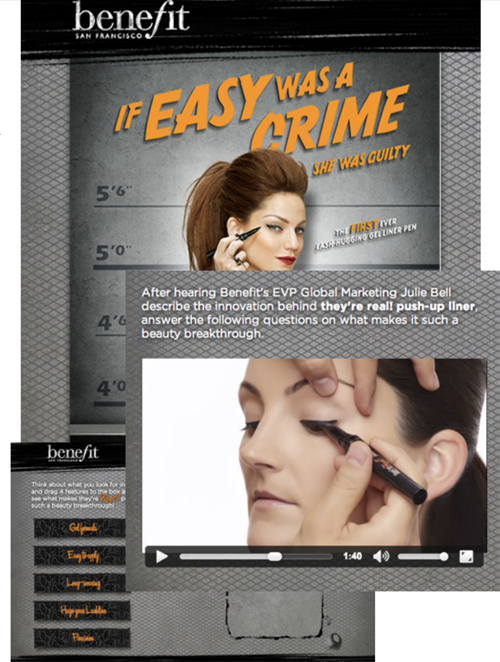 benefit
SAN FRANCISCO
IF EASY WAS A
CRIME
SHE WAS GUILTY
5'6"
THE FIRST EVER
LASH-HUGGING GEL LINER PEN
5'0"
After hearing Benefit's EVP Global Marketing Julie Bell
describe the innovation behind they're real! push-up liner,
answer the following questions on what makes it such a
beauty breakthrough.
4'6
4'0
benefit
SAN FRANCISCO
Think about what you look for in
and drag 4 features to the box a
see what makes they're
such a beauty breakthrough!
Gel formula
Easy to apply
Long-wearing
Hugs your Lashline
Precision
1:40